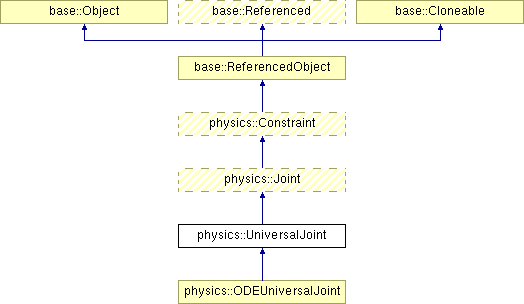 base::Object
base::Referenced
base::Cloneable
base::ReferencedObject
physics::Constraint
physics::Joint
physics::UniversalJoint
physics::ODEUniversalJoint